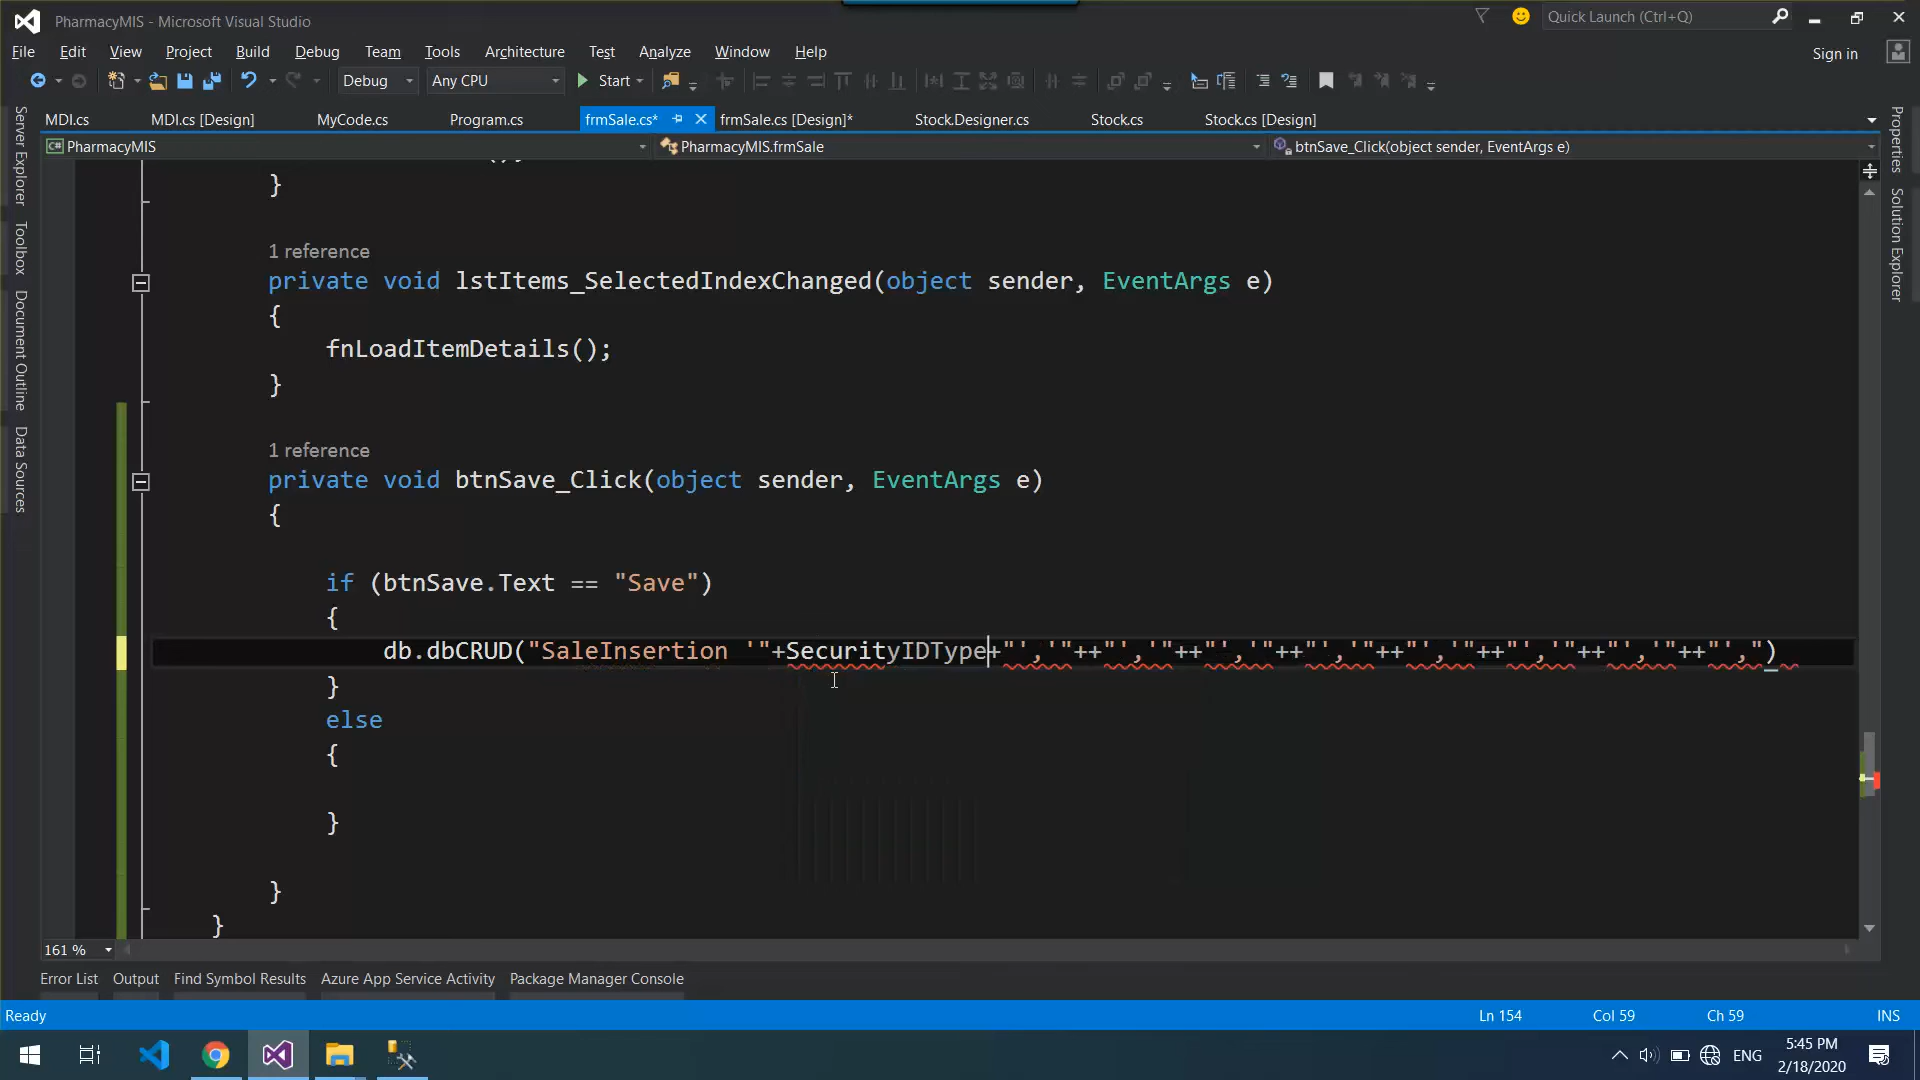 PharmacyMIS - Microsoft Visual Studio
Quick Launch (Ctrl+Q)
File Edit View Project Build Debug Team Tools Architecture Test Analyze Window Help
Sign in
Debug Any CPU Start
MDI.cs MDI.cs [Design] MyCode.cs Program.cs frmSale.cs* frmSale.cs [Design]* Stock.Designer.cs Stock.cs Stock.cs [Design]
C# PharmacyMIS PharmacyMIS.frmSale btnSave_Click(object sender, EventArgs e)
Server Explorer
Toolbox
Document Outline
Data Sources
Properties
Solution Explorer
}
1 reference
private void lstItems_SelectedIndexChanged(object sender, EventArgs e)
{
fnLoadItemDetails();
}
1 reference
private void btnSave_Click(object sender, EventArgs e)
{
if (btnSave.Text == "Save")
{
db.dbCRUD("SaleInsertion '"+SecurityIDType+"','"++"','"++"','"++"','"++"','"++"','"++"','"++"',")
}
else
{
}
}
}
161 %
Error List Output Find Symbol Results Azure App Service Activity Package Manager Console
Ready Ln 154 Col 59 Ch 59 INS
ENG
5:45 PM
2/18/2020